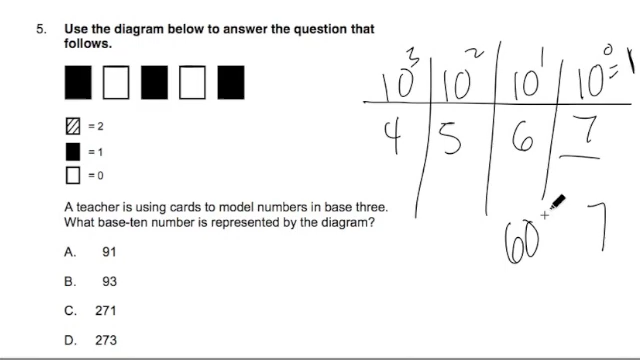 5. Use the diagram below to answer the question that
follows.
= 2
= 1
= 0
A teacher is using cards to model numbers in base three.
What base-ten number is represented by the diagram?
A. 91
B. 93
C. 271
D. 273
10³ 10² 10¹ 10⁰=1
4 5 6 7
60 + 7